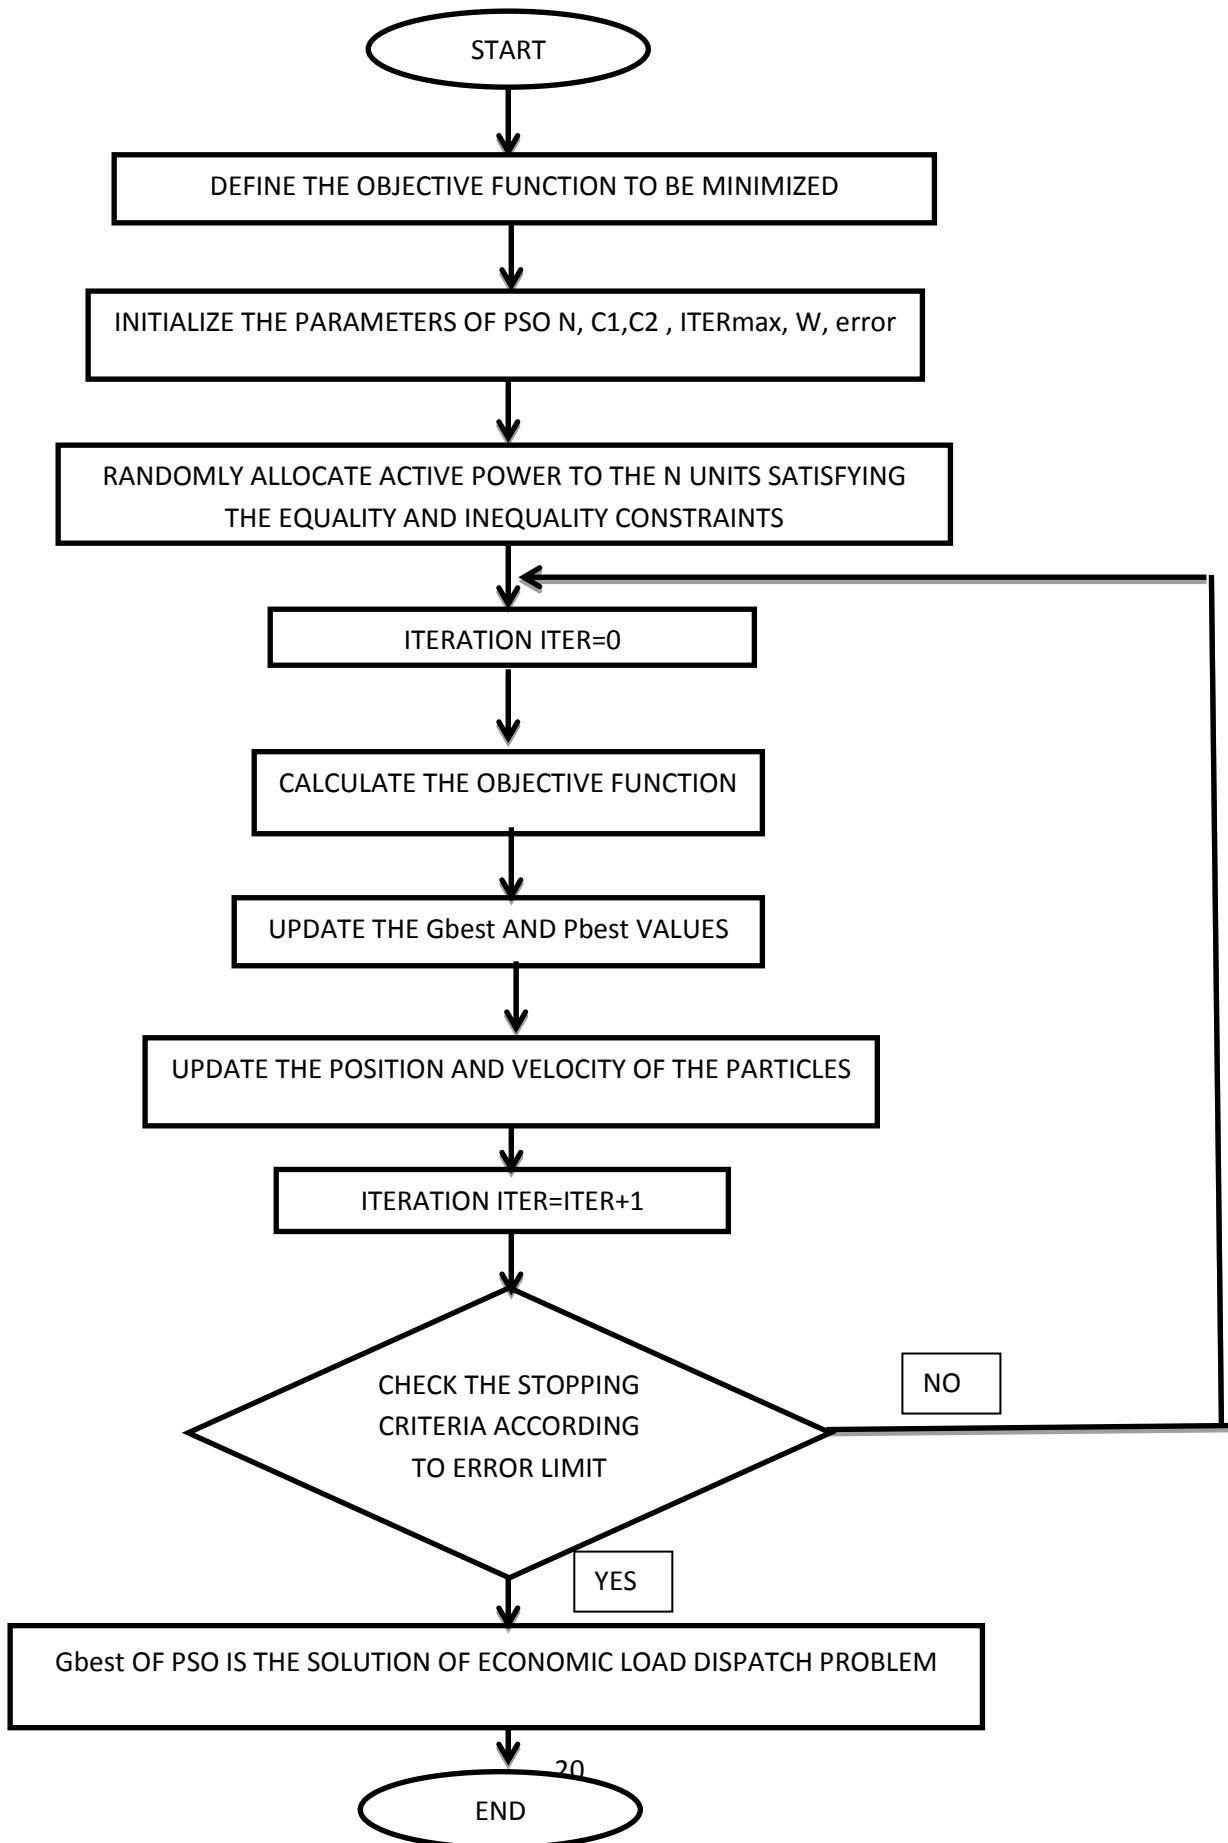 START
DEFINE THE OBJECTIVE FUNCTION TO BE MINIMIZED
INITIALIZE THE PARAMETERS OF PSO N, C1,C2 , ITERmax, W, error
RANDOMLY ALLOCATE ACTIVE POWER TO THE N UNITS SATISFYING
THE EQUALITY AND INEQUALITY CONSTRAINTS
ITERATION ITER=0
CALCULATE THE OBJECTIVE FUNCTION
UPDATE THE Gbest AND Pbest VALUES
UPDATE THE POSITION AND VELOCITY OF THE PARTICLES
ITERATION ITER=ITER+1
CHECK THE STOPPING
CRITERIA ACCORDING
TO ERROR LIMIT
NO
YES
Gbest OF PSO IS THE SOLUTION OF ECONOMIC LOAD DISPATCH PROBLEM
20
END